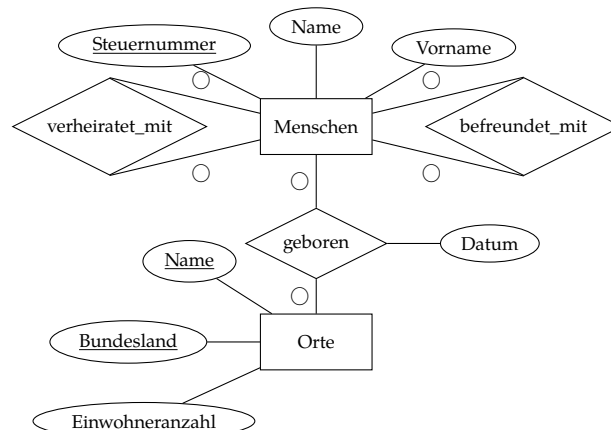 Name
Steuernummer
Vorname
verheiratet_mit
Menschen
befreundet_mit
geboren
Datum
Name
Bundesland
Orte
Einwohneranzahl